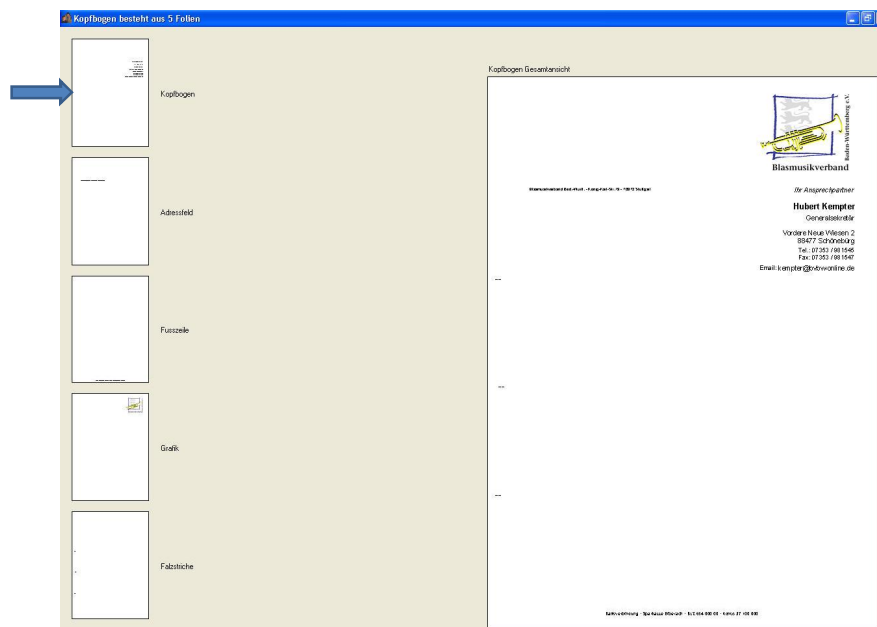 Kopfbogen besteht aus 5 Folien
Kopfbogen
Adressfeld
Fusszeile
Grafik
Falzstriche
Kopfbogen Gesamtansicht
Baden-Württemberg e.V.
Blasmusikverband
Ihr Ansprechpartner
Hubert Kempter
Generalsekretär
Vordere Neue Wiesen 2
88477 Schönebürg
Tel.: 07353 / 981546
Fax: 07353 / 981547
Email: kempter@bvbwonline.de